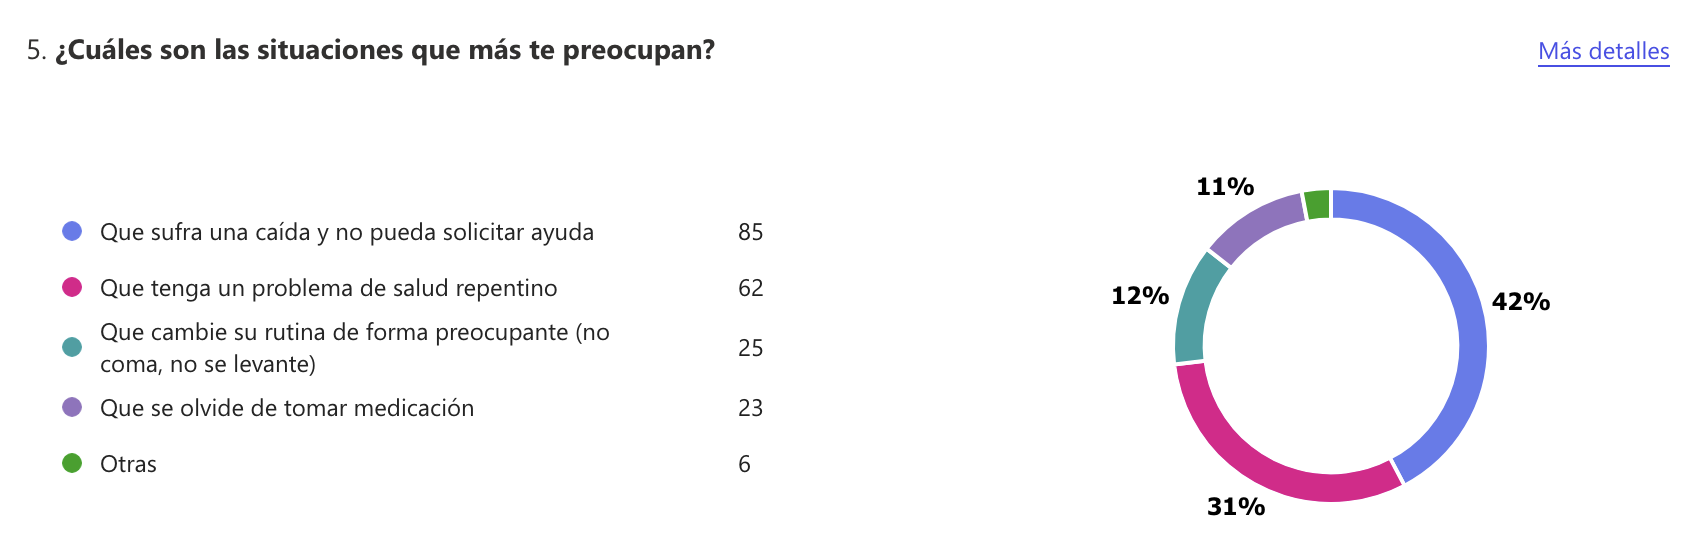 5. ¿Cuáles son las situaciones que más te preocupan?
Más detalles
Que sufra una caída y no pueda solicitar ayuda 85
Que tenga un problema de salud repentino 62
Que cambie su rutina de forma preocupante (no
coma, no se levante) 25
Que se olvide de tomar medicación 23
Otras 6
11%
12%
42%
31%